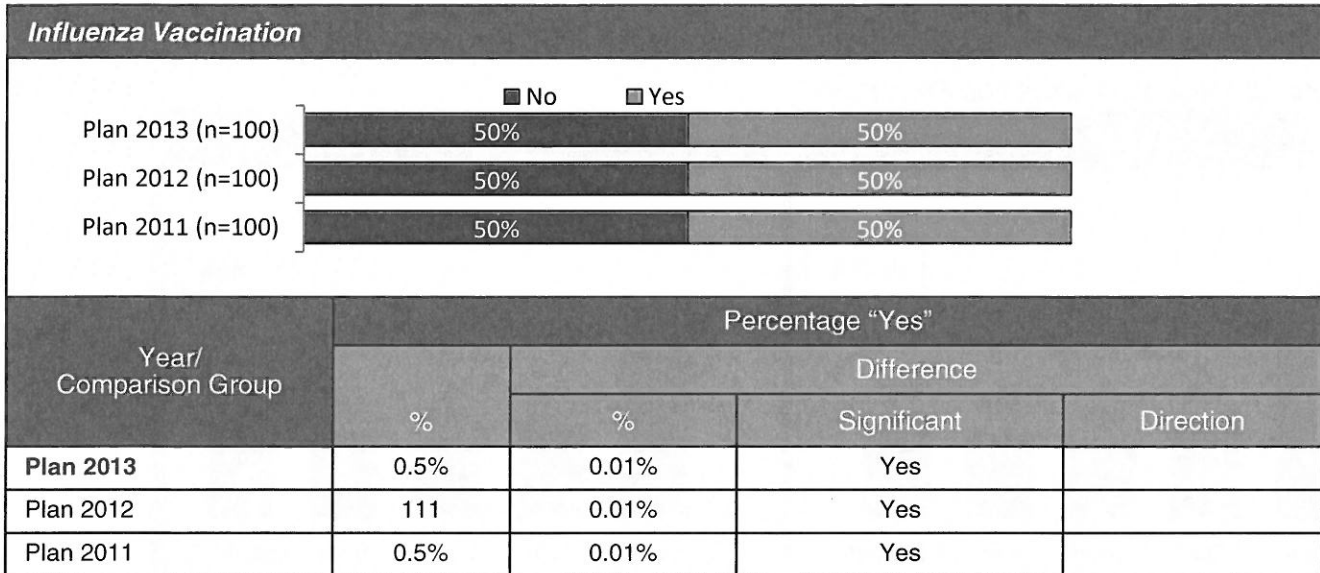 Influenza Vaccination
No Yes
Plan 2013 (n=100) 50% 50%
Plan 2012 (n=100) 50% 50%
Plan 2011 (n=100) 50% 50%
Year/
Comparison Group
Percentage “Yes”
%
Difference
% Significant Direction
Plan 2013 0.5% 0.01% Yes
Plan 2012 111 0.01% Yes
Plan 2011 0.5% 0.01% Yes